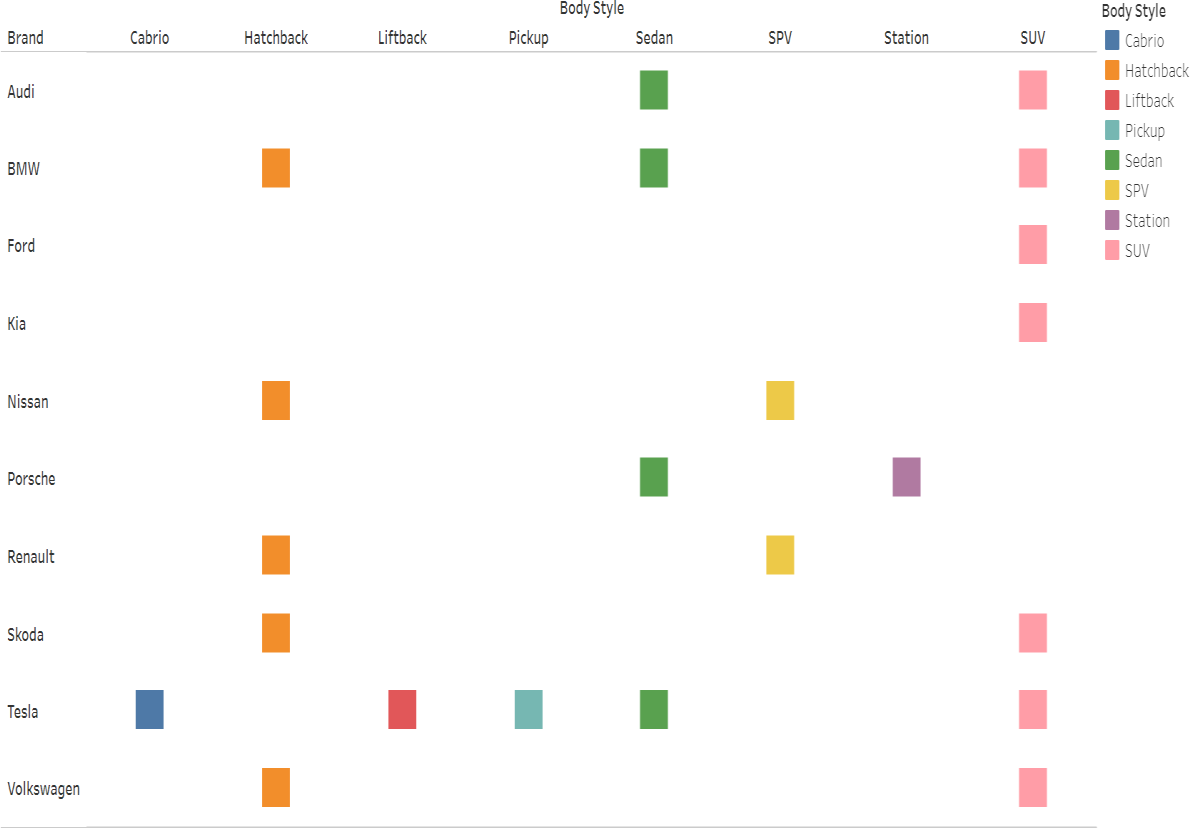 Body Style
Brand Cabrio Hatchback Liftback Pickup Sedan SPV Station SUV
Audi
BMW
Ford
Kia
Nissan
Porsche
Renault
Skoda
Tesla
Volkswagen
Body Style
Cabrio
Hatchback
Liftback
Pickup
Sedan
SPV
Station
SUV